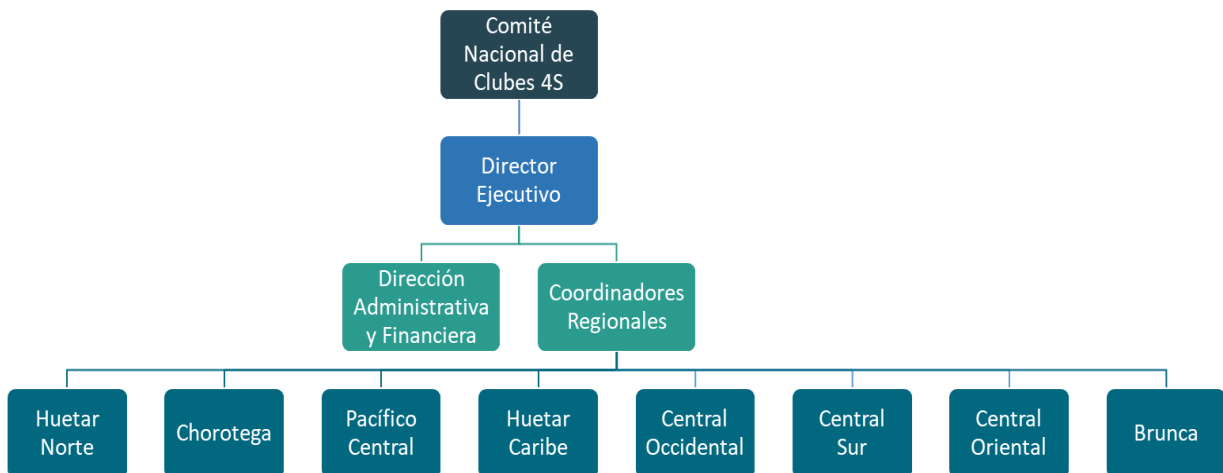 Comité
Nacional de
Clubes 4S
Director
Ejecutivo
Dirección
Administrativa
y Financiera
Coordinadores
Regionales
Huetar
Norte
Chorotega
Pacífico
Central
Huetar
Caribe
Central
Occidental
Central
Sur
Central
Oriental
Brunca